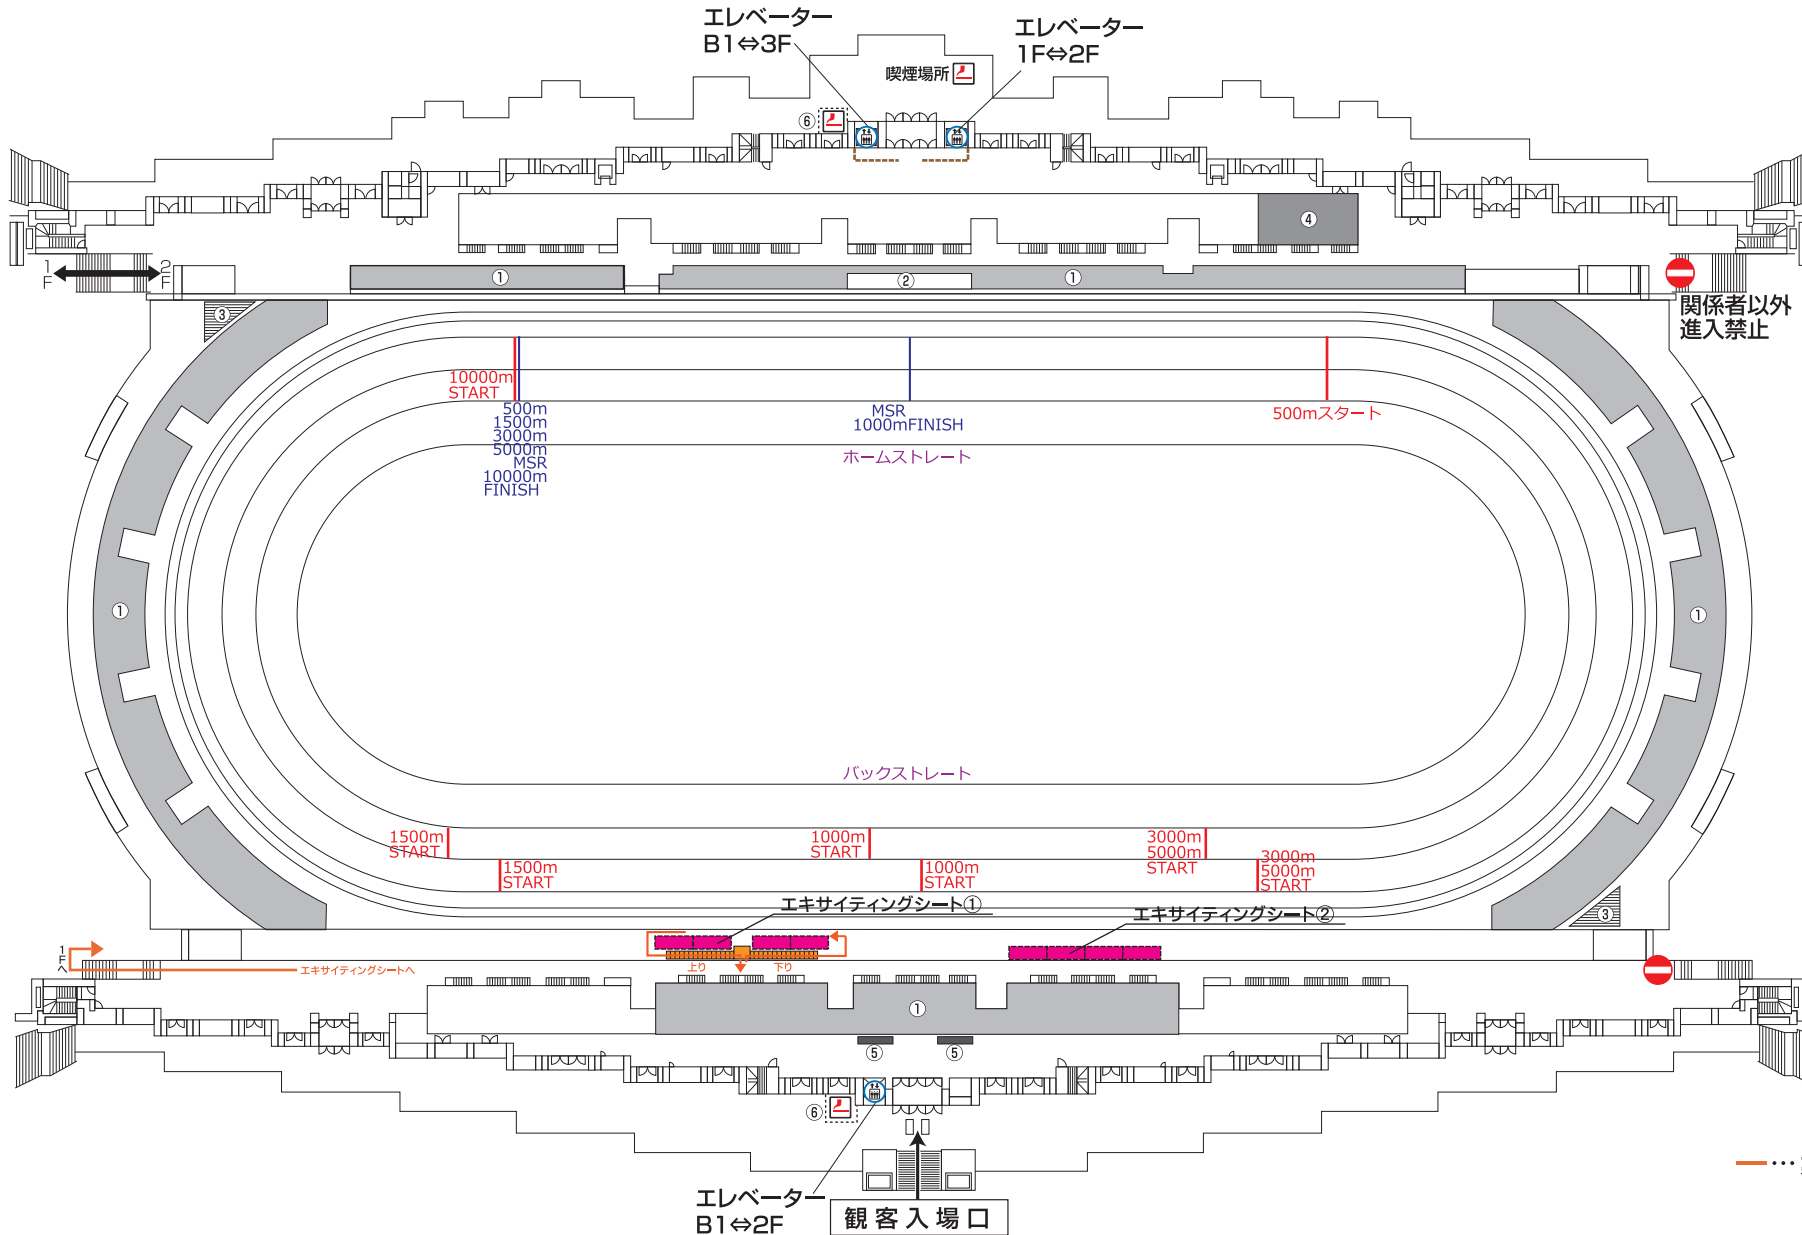 エレベーター
B1⇔3F
エレベーター
1F⇔2F
喫煙場所
⑥
④
1F
2F
①
②
①
関係者以外
進入禁止
③
10000m
START
500m
1500m
3000m
5000m
MSR
10000m
FINISH
MSR
1000mFINISH
500mスタート
ホームストレート
①
①
バックストレート
1500m
START
1500m
START
1000m
START
1000m
START
3000m
5000m
START
3000m
5000m
START
③
エキサイティングシート①
エキサイティングシート②
1Fへ
エキサイティングシートへ
上り
下り
①
⑤
⑤
⑥
エレベーター
B1⇔2F
観客入場口